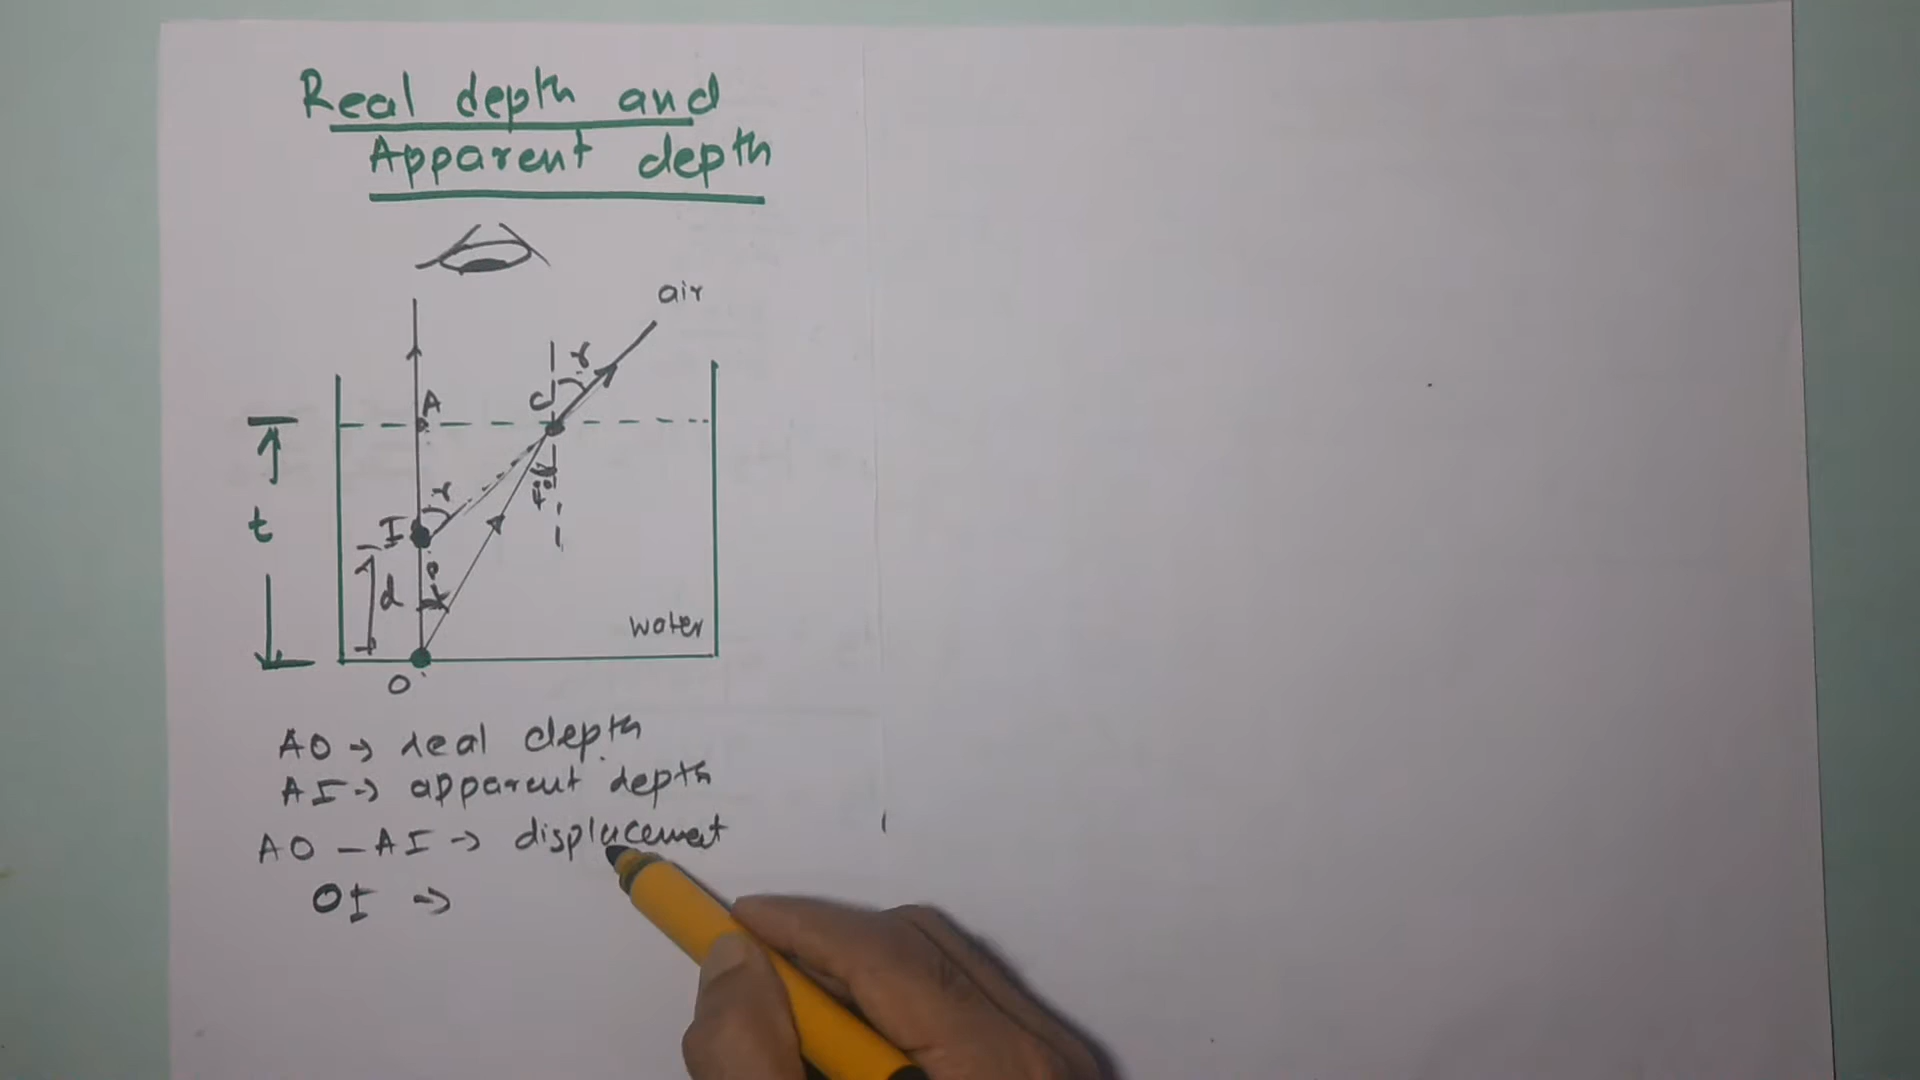 Real depth and
Apparent depth
air
r
A
C
r
i
t
I
i
d
water
O
AO → real depth
AI → apparent depth
AO - AI → displacement
OI →